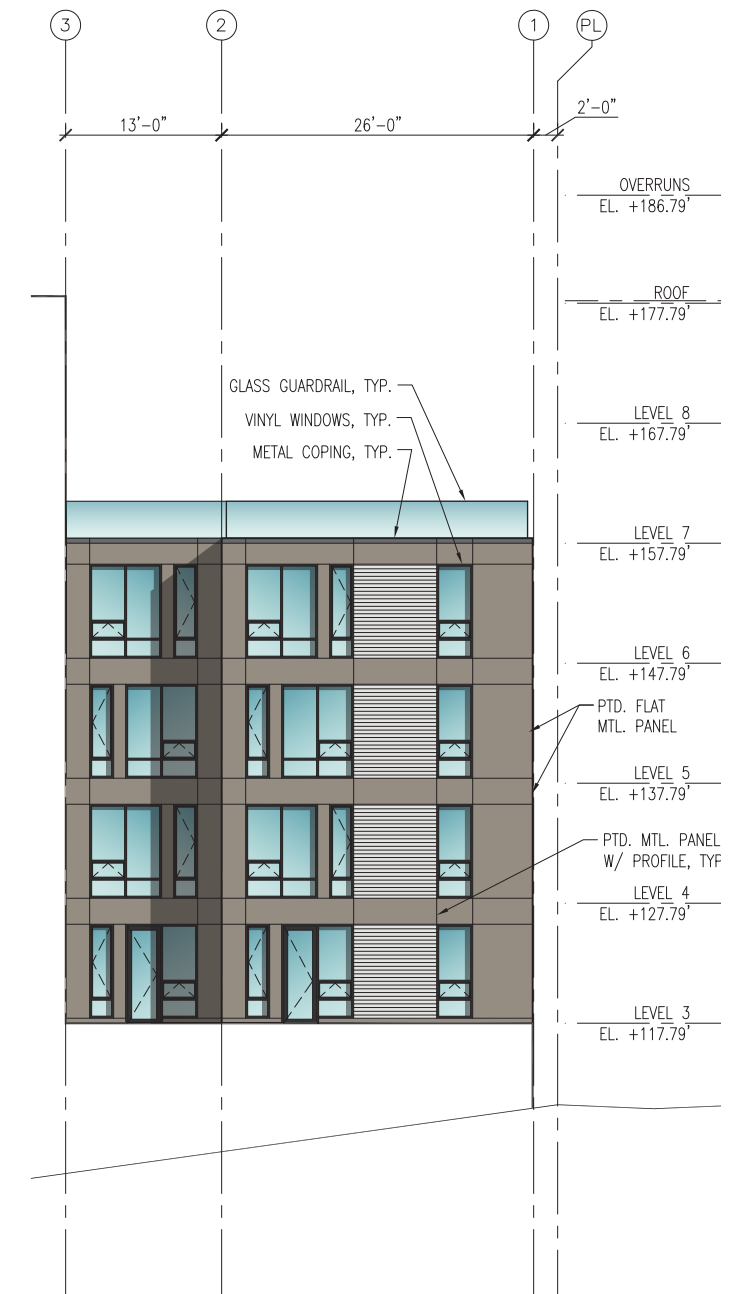 3 2 1 PL
13'-0" 26'-0" 2'-0"
OVERRUNS
EL. +186.79'
ROOF
EL. +177.79'
GLASS GUARDRAIL, TYP.
VINYL WINDOWS, TYP.
METAL COPING, TYP.
LEVEL 8
EL. +167.79'
LEVEL 7
EL. +157.79'
LEVEL 6
EL. +147.79'
PTD. FLAT
MTL. PANEL
LEVEL 5
EL. +137.79'
PTD. MTL. PANEL
W/ PROFILE, TYP
LEVEL 4
EL. +127.79'
LEVEL 3
EL. +117.79'